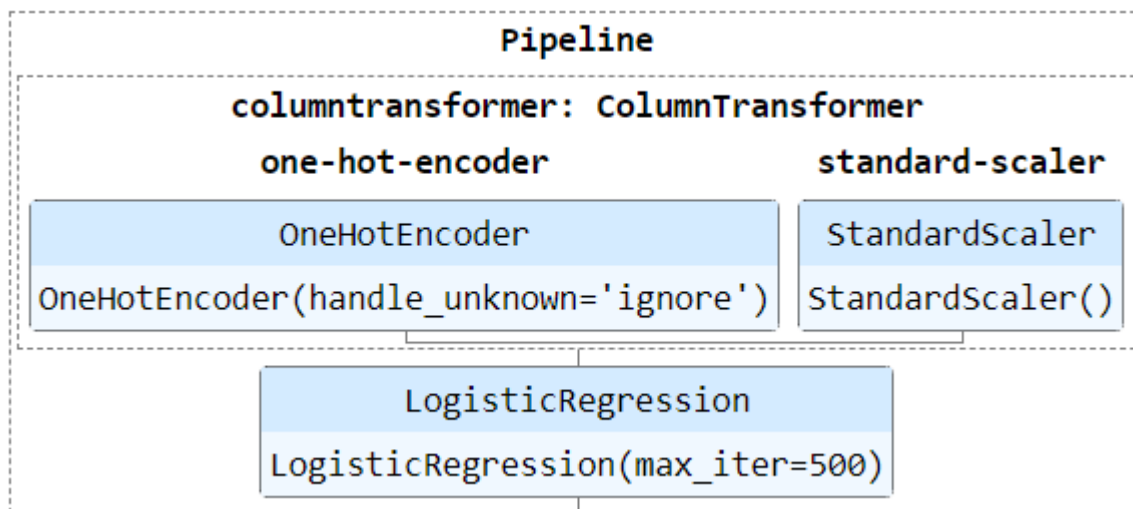 Pipeline
columntransformer: ColumnTransformer
one-hot-encoder
standard-scaler
OneHotEncoder
OneHotEncoder(handle_unknown='ignore')
StandardScaler
StandardScaler()
LogisticRegression
LogisticRegression(max_iter=500)